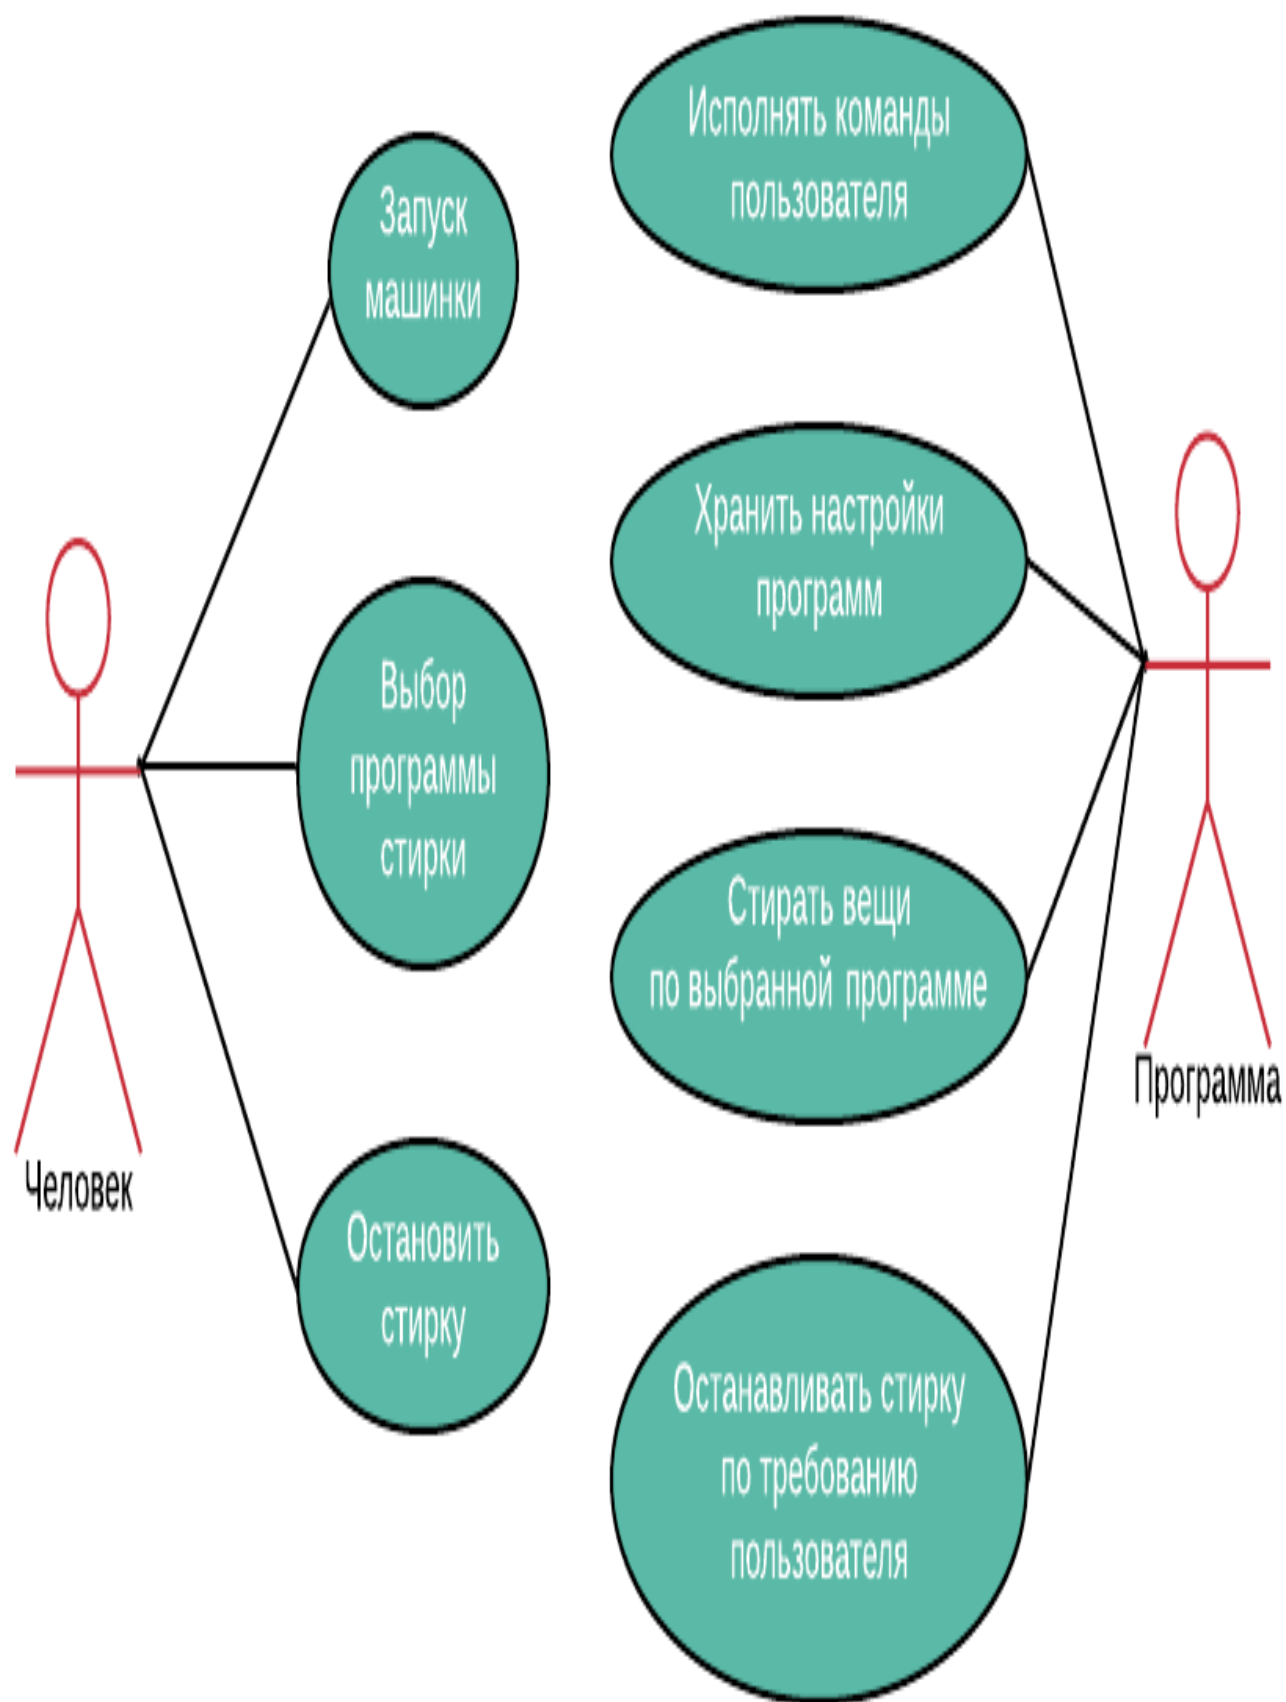 Запуск
машинки
Выбор
программы
стирки
Остановить
стирку
Человек
Исполнять команды
пользователя
Хранить настройки
программ
Стирать вещи
по выбранной программе
Останавливать стирку
по требованию
пользователя
Программа